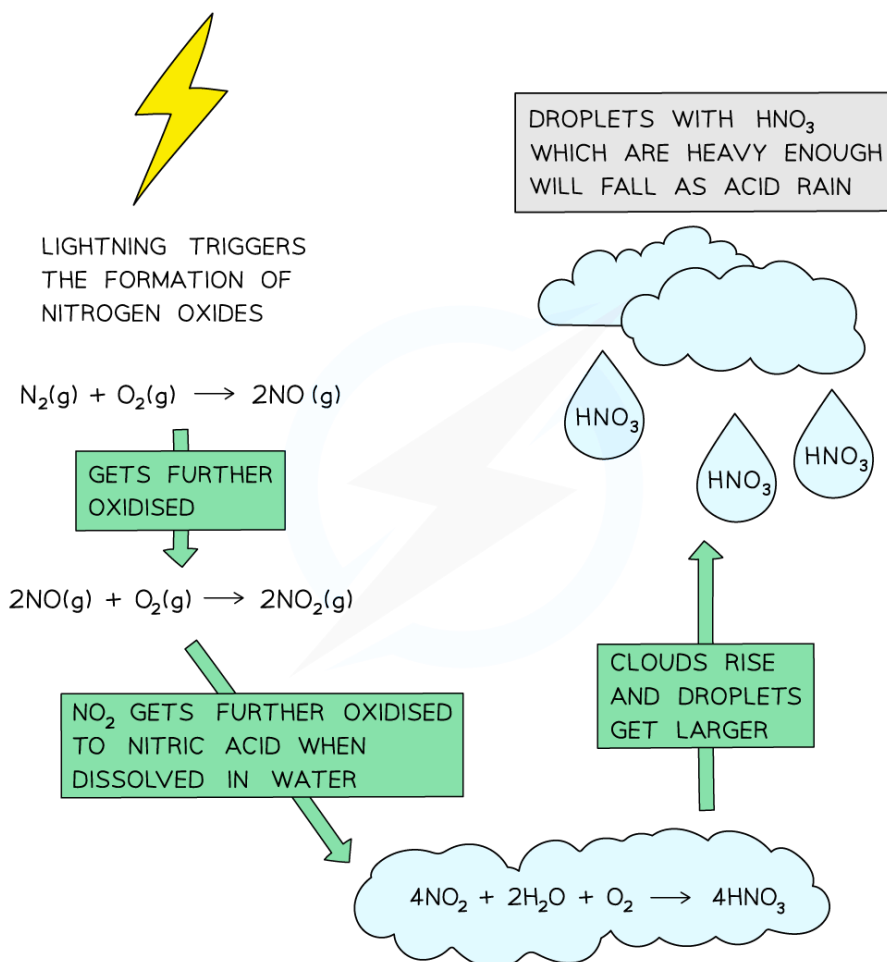 LIGHTNING TRIGGERS
THE FORMATION OF
NITROGEN OXIDES
N₂(g) + O₂(g) ⟶ 2NO (g)
GETS FURTHER
OXIDISED
2NO(g) + O₂(g) ⟶ 2NO₂(g)
NO₂ GETS FURTHER OXIDISED
TO NITRIC ACID WHEN
DISSOLVED IN WATER
4NO₂ + 2H₂O + O₂ ⟶ 4HNO₃
CLOUDS RISE
AND DROPLETS
GET LARGER
HNO₃
HNO₃
HNO₃
DROPLETS WITH HNO₃
WHICH ARE HEAVY ENOUGH
WILL FALL AS ACID RAIN